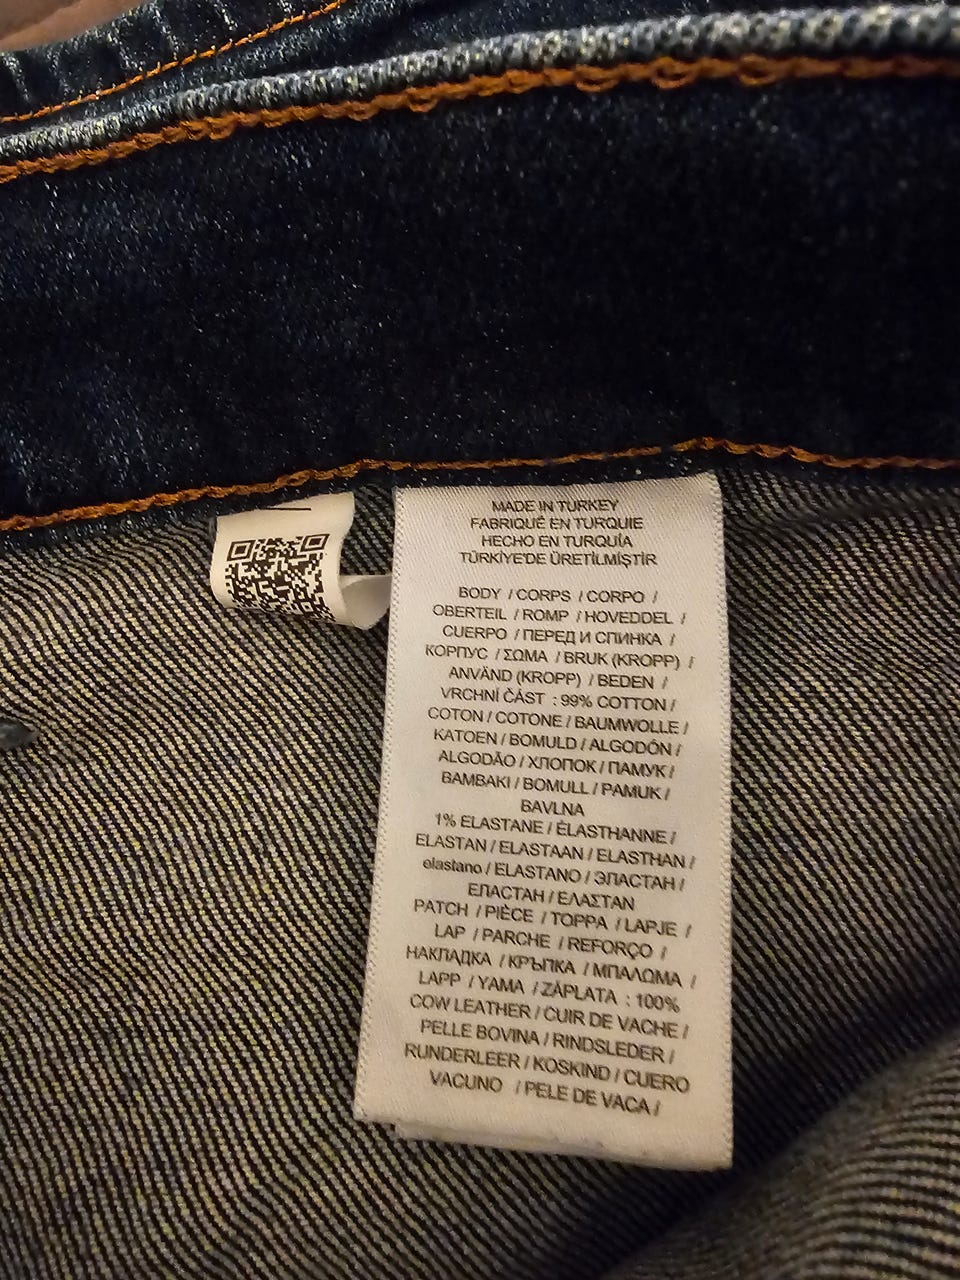 MADE IN TURKEY
FABRIQUÉ EN TURQUIE
HECHO EN TURQUÍA
TÜRKİYE'DE ÜRETİLMİŞTİR
BODY / CORPS / CORPO /
OBERTEIL / ROMP / HOVEDDEL /
CUERPO / ПЕРЕД И СПИНКА /
КОРПУС / ΣΩΜΑ / BRUK (KROPP) /
ANVÄND (KROPP) / BEDEN /
VRCHNÍ ČÁST : 99% COTTON /
COTON / COTONE / BAUMWOLLE /
KATOEN / BOMULD / ALGODÓN /
ALGODÃO / ХЛОПОК / ПАМУК /
BAMBAKI / BOMULL / PAMUK /
BAVLNA
1% ELASTANE / ÉLASTHANNE /
ELASTAN / ELASTAAN / ELASTHAN /
elastano / ELASTANO / ЭЛАСТАН /
ЕЛАСТАН / ΕΛΑΣΤΑΝ
PATCH / PIÈCE / TOPPA / LAPJE /
LAP / PARCHE / REFORÇO /
НАКЛАДКА / КРЪПКА / ΜΠΑΛΩΜΑ /
LAPP / YAMA / ZÁPLATA : 100%
COW LEATHER / CUIR DE VACHE /
PELLE BOVINA / RINDSLEDER /
RUNDERLEER / KOSKIND / CUERO
VACUNO / PELE DE VACA /